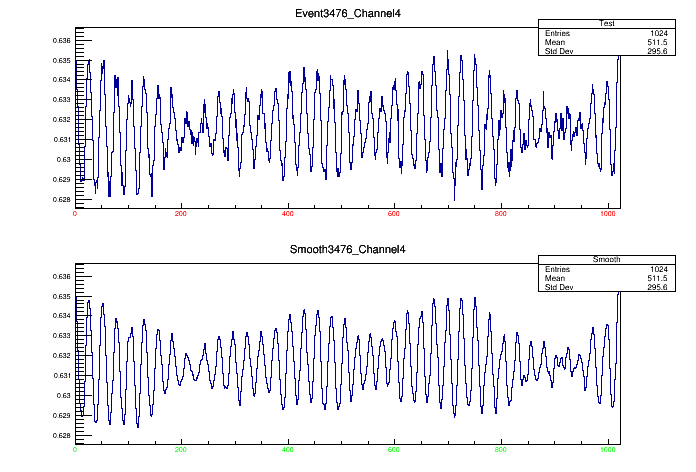 Event3476_Channel4
Test
Entries 1024
Mean 511.5
Std Dev 295.6
0.636
0.635
0.634
0.633
0.632
0.631
0.63
0.629
0.628
0 200 400 600 800 1000
Smooth3476_Channel4
Smooth
Entries 1024
Mean 511.5
Std Dev 295.6
0.636
0.635
0.634
0.633
0.632
0.631
0.63
0.629
0.628
0 200 400 600 800 1000